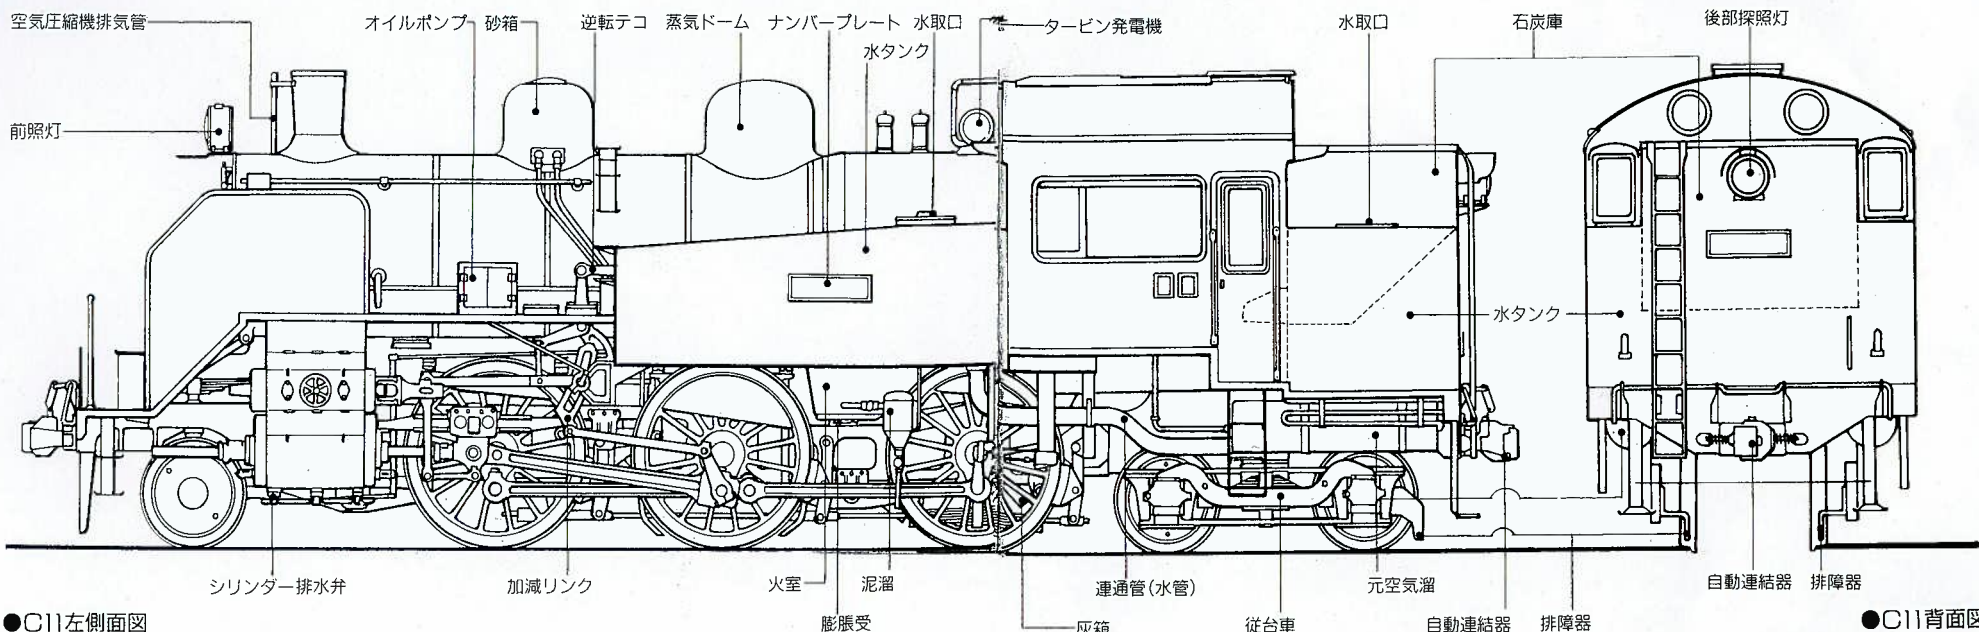 空気圧縮機排気管
オイルポンプ
砂箱
逆転テコ
蒸気ドーム
ナンバープレート
水取口
水タンク
タービン発電機
水取口
石炭庫
後部探照灯
前照灯
水タンク
シリンダー排水弁
加減リンク
火室
泥溜
連通管(水管)
元空気溜
自動連結器
排障器
膨脹受
灰箱
従台車
自動連結器
排障器
●C11左側面図
●C11背面図